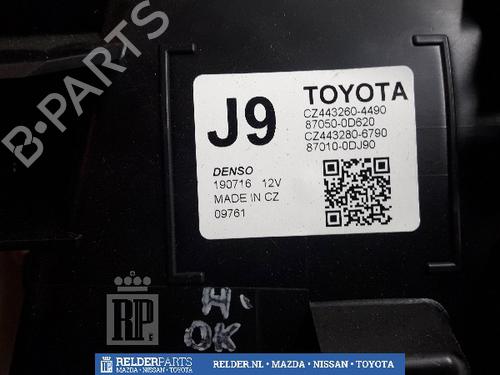 B-PARTS
J9
TOYOTA
CZ443260-4490
87050-0D620
CZ443280-6790
87010-0DJ90
DENSO
190716 12V
MADE IN CZ
09761
H.
OK
RP
RP RELDERPARTS
MAZDA • NISSAN • TOYOTA
RELDER.NL • MAZDA • NISSAN • TOYOTA